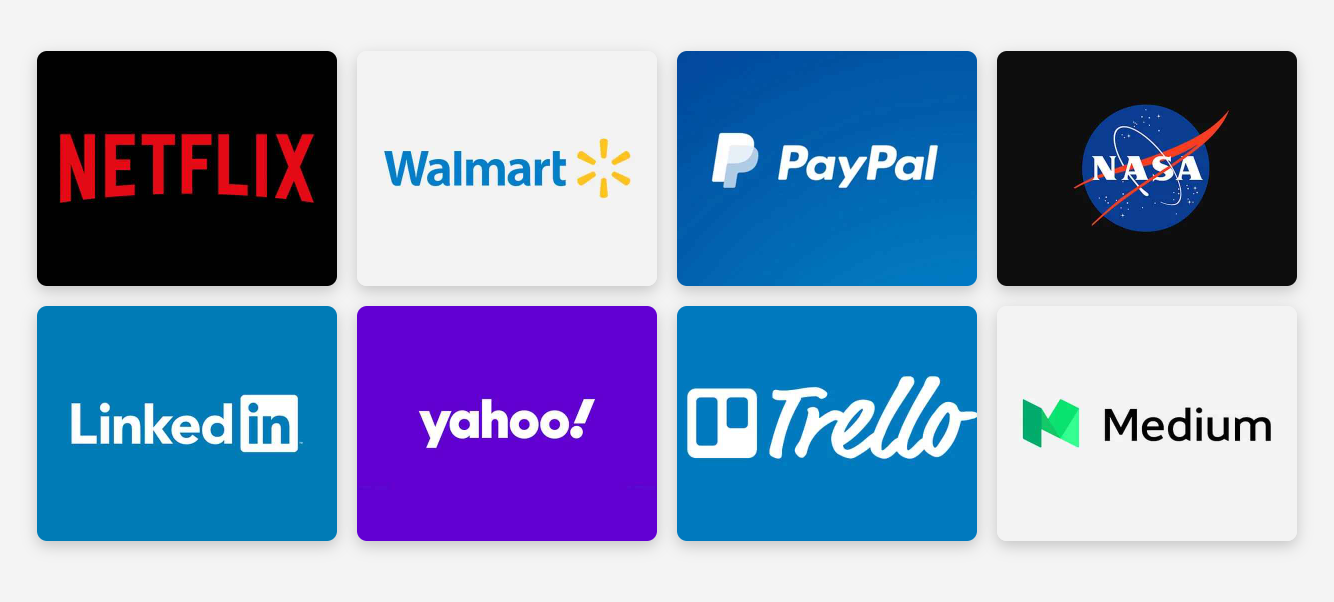 NETFLIX
Walmart
PayPal
NASA
Linkedin
yahoo!
Trello
Medium